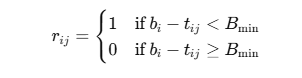 r_{ij} = \begin{cases} 1 & \text{if } b_i - t_{ij} < B_{\min} \\ 0 & \text{if } b_i - t_{ij} \geq B_{\min} \end{cases}